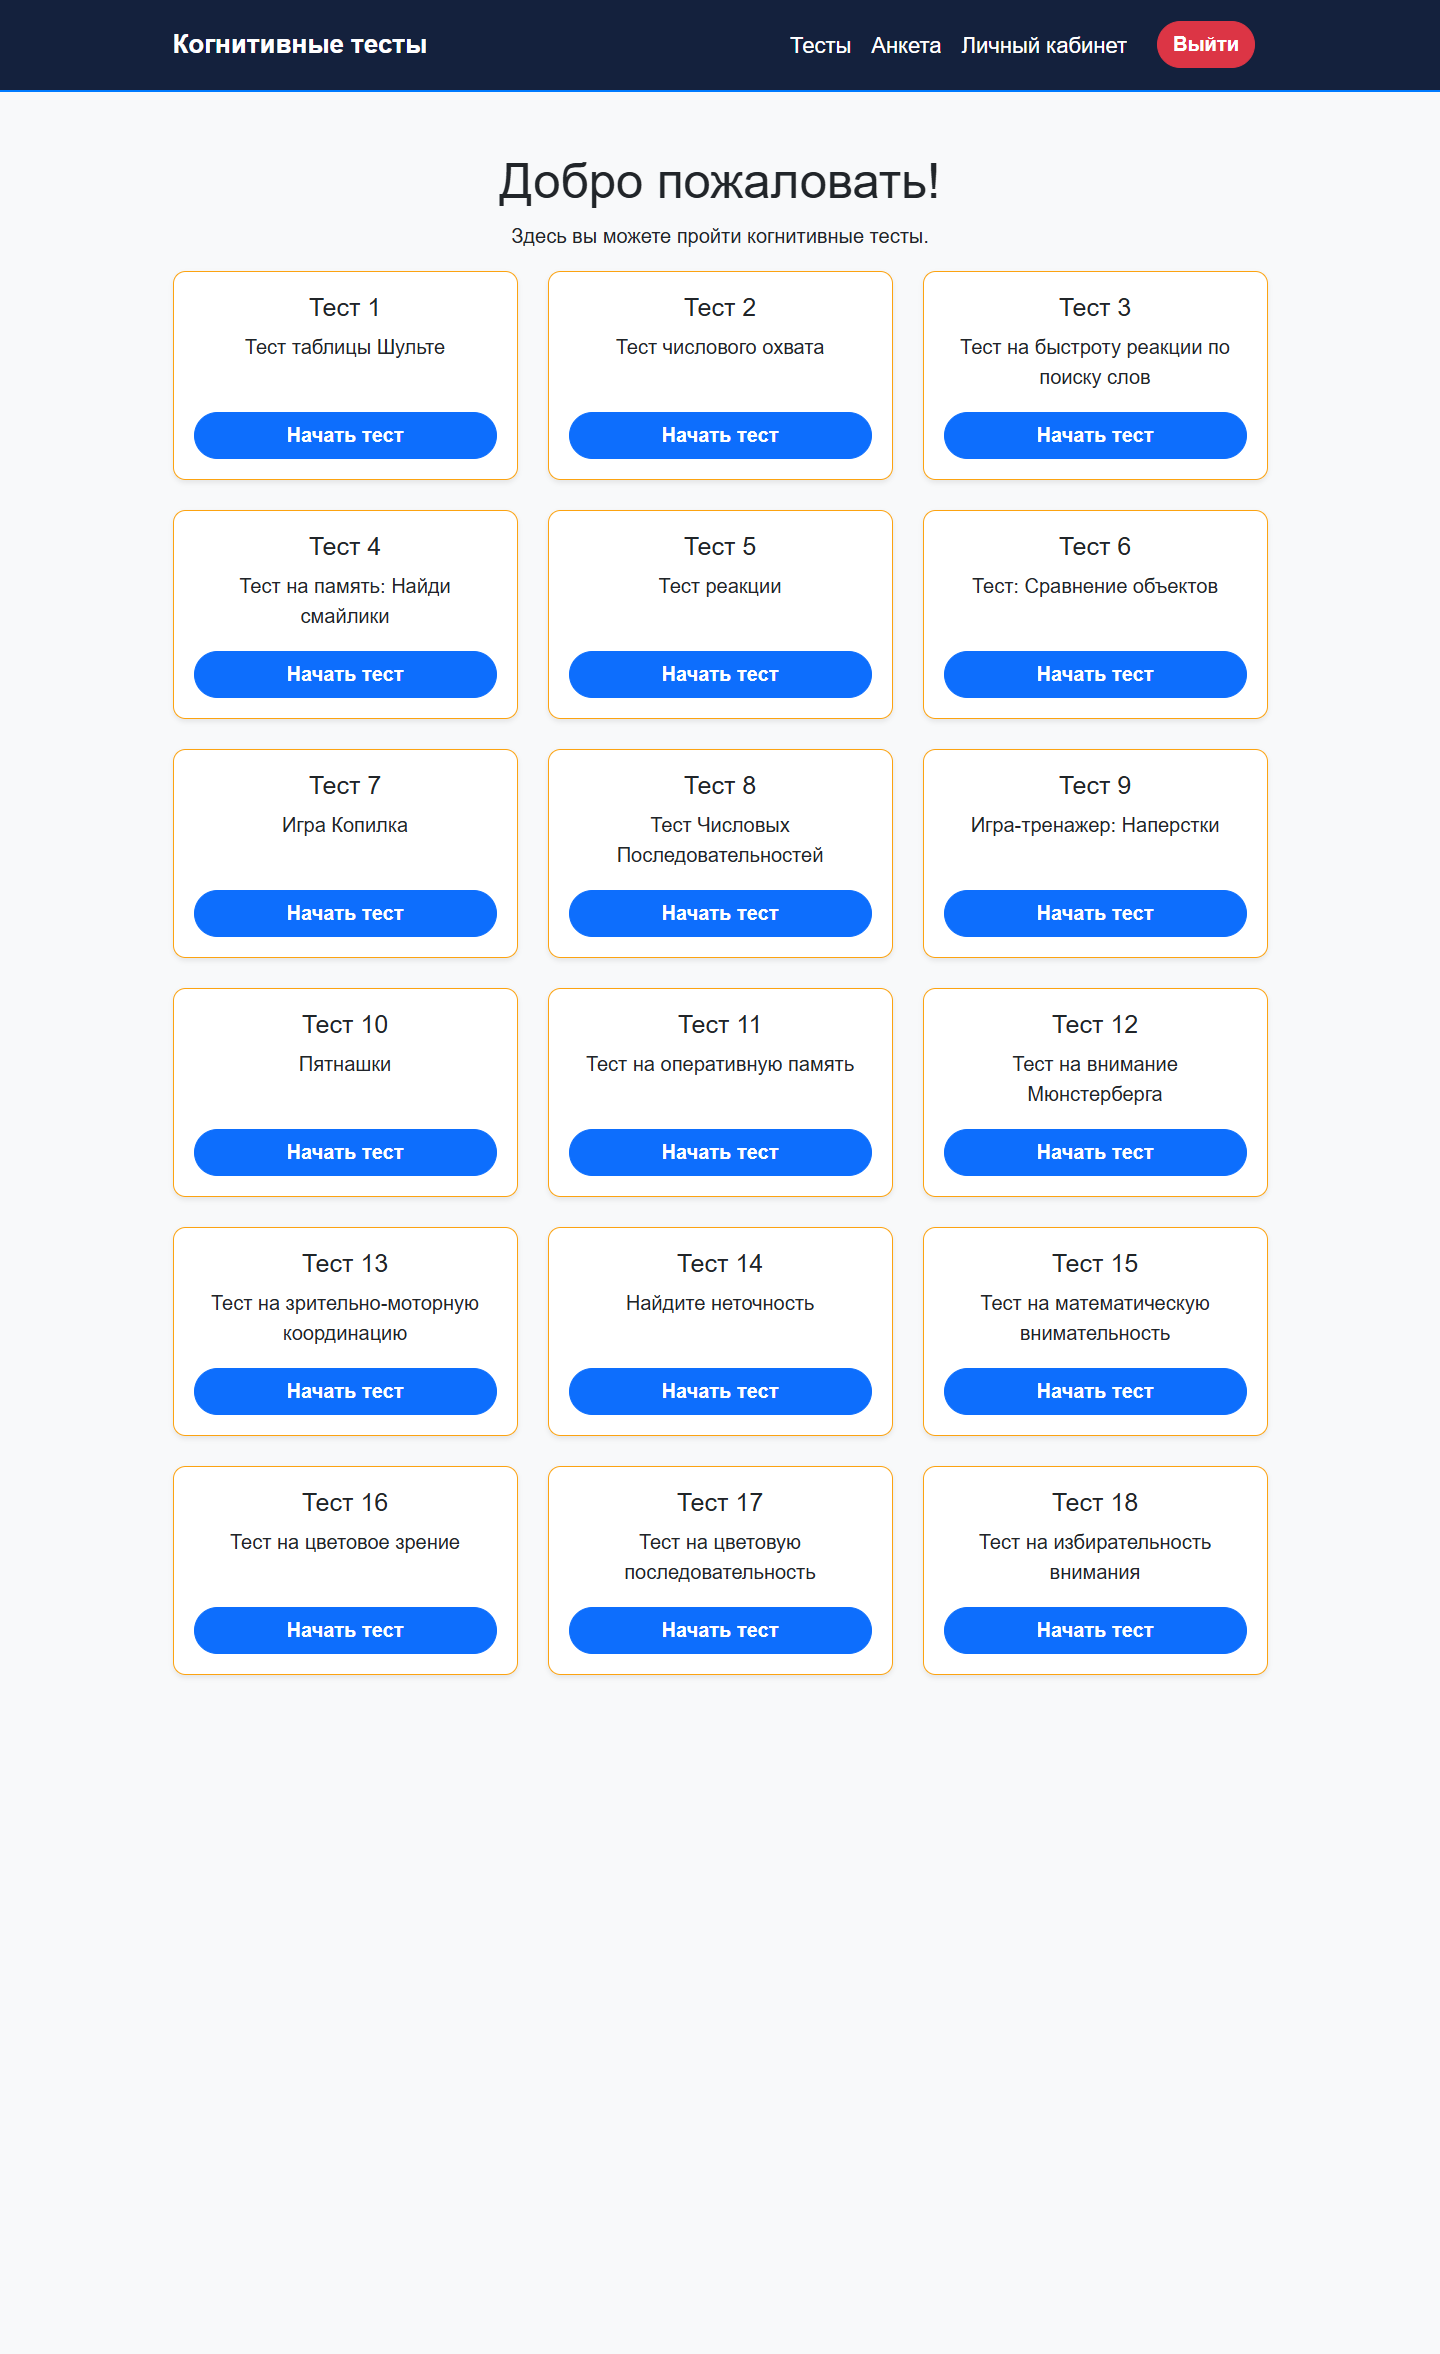 Когнитивные тесты
Тесты Анкета Личный кабинет Выйти
Добро пожаловать!
Здесь вы можете пройти когнитивные тесты.
Тест 1
Тест таблицы Шульте
Начать тест
Тест 2
Тест числового охвата
Начать тест
Тест 3
Тест на быстроту реакции по
поиску слов
Начать тест
Тест 4
Тест на память: Найди
смайлики
Начать тест
Тест 5
Тест реакции
Начать тест
Тест 6
Тест: Сравнение объектов
Начать тест
Тест 7
Игра Копилка
Начать тест
Тест 8
Тест Числовых
Последовательностей
Начать тест
Тест 9
Игра-тренажер: Наперстки
Начать тест
Тест 10
Пятнашки
Начать тест
Тест 11
Тест на оперативную память
Начать тест
Тест 12
Тест на внимание
Мюнстерберга
Начать тест
Тест 13
Тест на зрительно-моторную
координацию
Начать тест
Тест 14
Найдите неточность
Начать тест
Тест 15
Тест на математическую
внимательность
Начать тест
Тест 16
Тест на цветовое зрение
Начать тест
Тест 17
Тест на цветовую
последовательность
Начать тест
Тест 18
Тест на избирательность
внимания
Начать тест